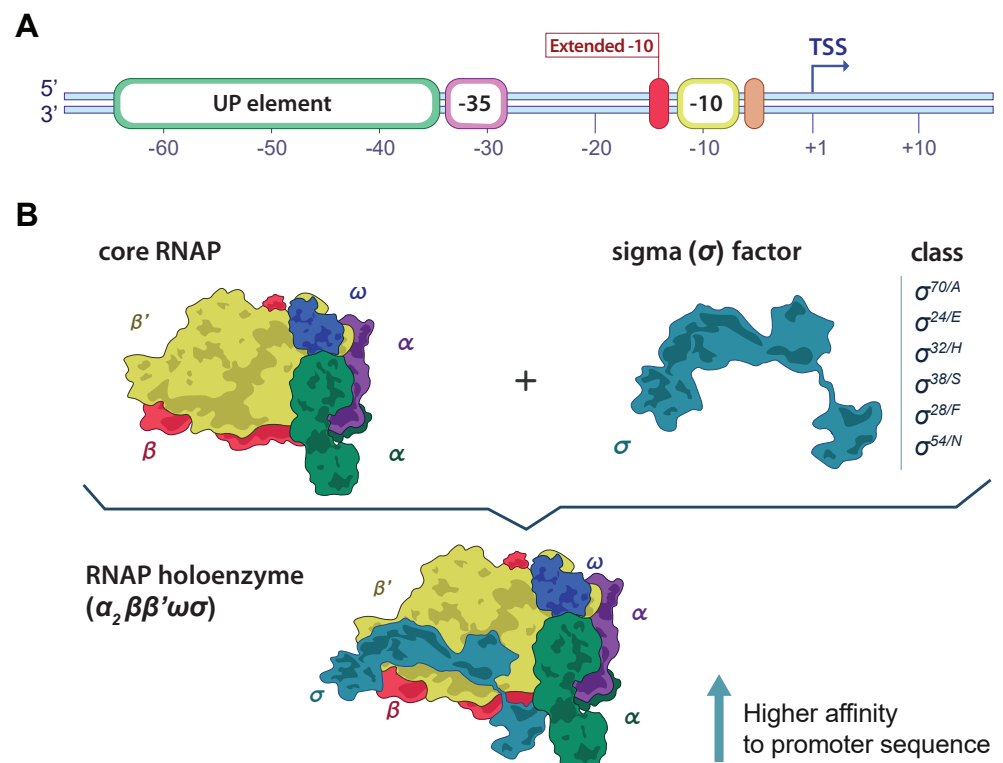 A
Extended -10
TSS
5’
3’
UP element
-35
-10
-60
-50
-40
-30
-20
-10
+1
+10
B
core RNAP
sigma (σ) factor
class
β’
ω
α
β
α
+
σ
σ70/A
σ24/E
σ32/H
σ38/S
σ28/F
σ54/N
RNAP holoenzyme
(α2ββ’ωσ)
β’
ω
α
σ
β
α
Higher affinity
to promoter sequence